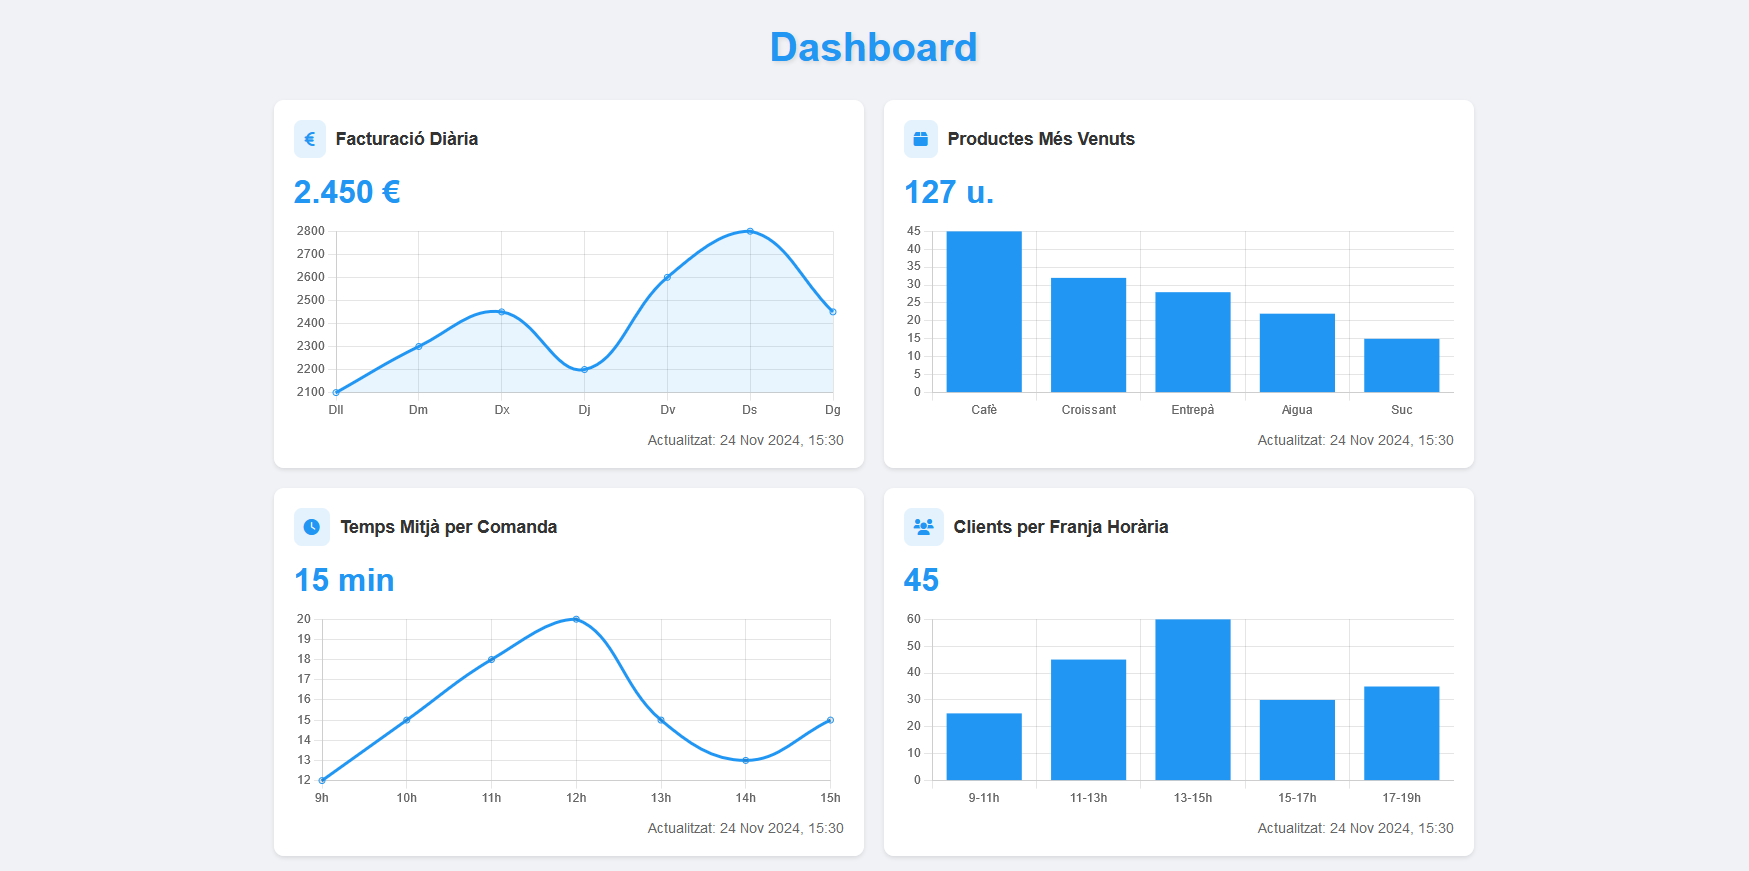 Dashboard
€ Facturació Diària
2.450 €
2800
2700
2600
2500
2400
2300
2200
2100
Dll Dm Dx Dj Dv Ds Dg
Actualitzat: 24 Nov 2024, 15:30
Productes Més Venuts
127 u.
45
40
35
30
25
20
15
10
5
0
Cafè Croissant Entrepà Aigua Suc
Actualitzat: 24 Nov 2024, 15:30
Temps Mitjà per Comanda
15 min
20
19
18
17
16
15
14
13
12
9h 10h 11h 12h 13h 14h 15h
Actualitzat: 24 Nov 2024, 15:30
Clients per Franja Horària
45
60
50
40
30
20
10
0
9-11h 11-13h 13-15h 15-17h 17-19h
Actualitzat: 24 Nov 2024, 15:30